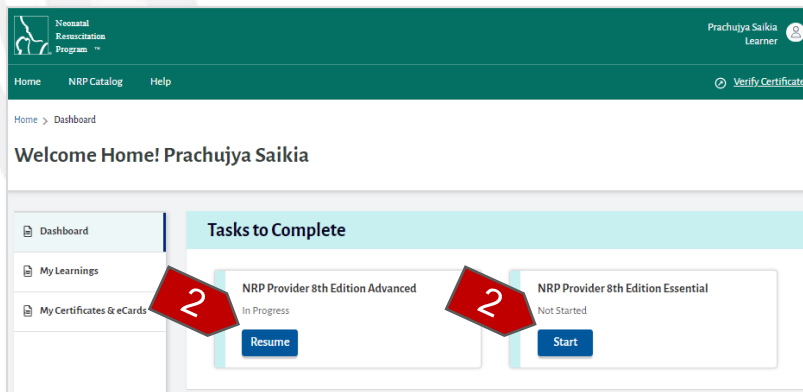 Neonatal
Resuscitation
Program ™
Prachujya Saikia
Learner
Home NRP Catalog Help
Verify Certificate
Home > Dashboard
Welcome Home! Prachujya Saikia
Dashboard
My Learnings
My Certificates & eCards
Tasks to Complete
NRP Provider 8th Edition Advanced
In Progress
2
Resume
NRP Provider 8th Edition Essential
Not Started
2
Start